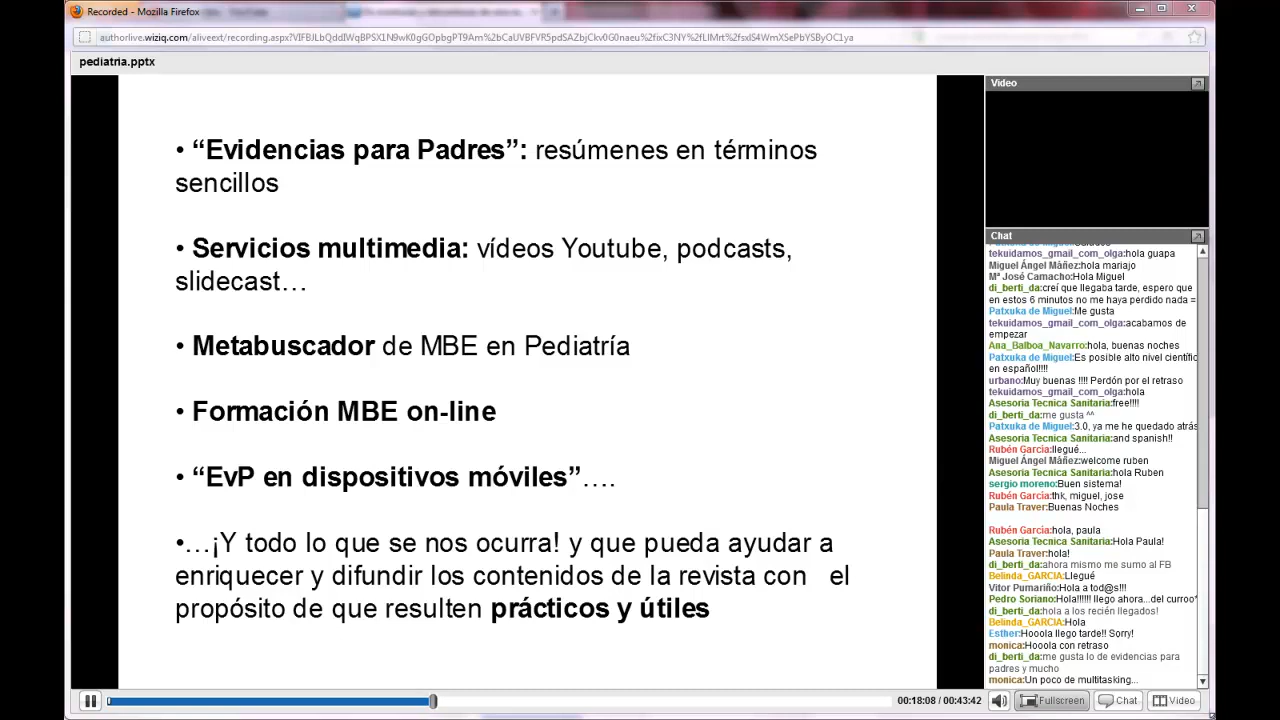 Recorded - Mozilla Firefox
authorlive.wiziq.com/aliveext/recording.aspx?
pediatria.pptx
• “Evidencias para Padres”: resúmenes en términos
sencillos
• Servicios multimedia: vídeos Youtube, podcasts,
slidecast…
• Metabuscador de MBE en Pediatría
• Formación MBE on-line
• “EvP en dispositivos móviles”….
•…¡Y todo lo que se nos ocurra! y que pueda ayudar a
enriquecer y difundir los contenidos de la revista con el
propósito de que resulten prácticos y útiles
Video
Chat
tekuidamos_gmail_com_olga:hola guapa
Miguel Ángel Máñez:hola mariajo
Mª José Camacho:Hola Miguel
di_berti_da:creí que llegaba tarde, espero que
en estos 6 minutos no me haya perdido nada =
Patxuka de Miguel:Me gusta
tekuidamos_gmail_com_olga:acabamos de
empezar
Ana_Balboa_Navarro:hola, buenas noches
Patxuka de Miguel:Es posible alto nivel científic
en español!!!!
urbano:Muy buenas !!!! Perdón por el retraso
tekuidamos_gmail_com_olga:hola
Asesoria Tecnica Sanitaria:free!!!!
di_berti_da:me gusta ^^
Patxuka de Miguel:3.0, ya me he quedado atrás
Asesoria Tecnica Sanitaria:and spanish!!
Rubén García:llegué...
Miguel Ángel Máñez:welcome ruben
Asesoria Tecnica Sanitaria:hola Ruben
sergio moreno:Buen sistema!
Rubén García:thk, miguel, jose
Paula Traver:Buenas Noches
Rubén García:hola, paula
Asesoria Tecnica Sanitaria:Hola Paula!
Paula Traver:hola!
di_berti_da:ahora mismo me sumo al FB
Belinda_GARCIA:Llegué
Vitor Pumariño:Hola a tod@s!!!
Pedro Soriano:Hola!!!!!! llego ahora...del curroo*
di_berti_da:hola a los recién llegados!
Belinda_GARCIA:Hola
Esther:Hooola llego tarde!! Sorry!
monica:Hooola con retraso
di_berti_da:me gusta lo de evidencias para
padres y mucho
monica:Un poco de multitasking...
00:18:08 / 00:43:42
Fullscreen
Chat
Video